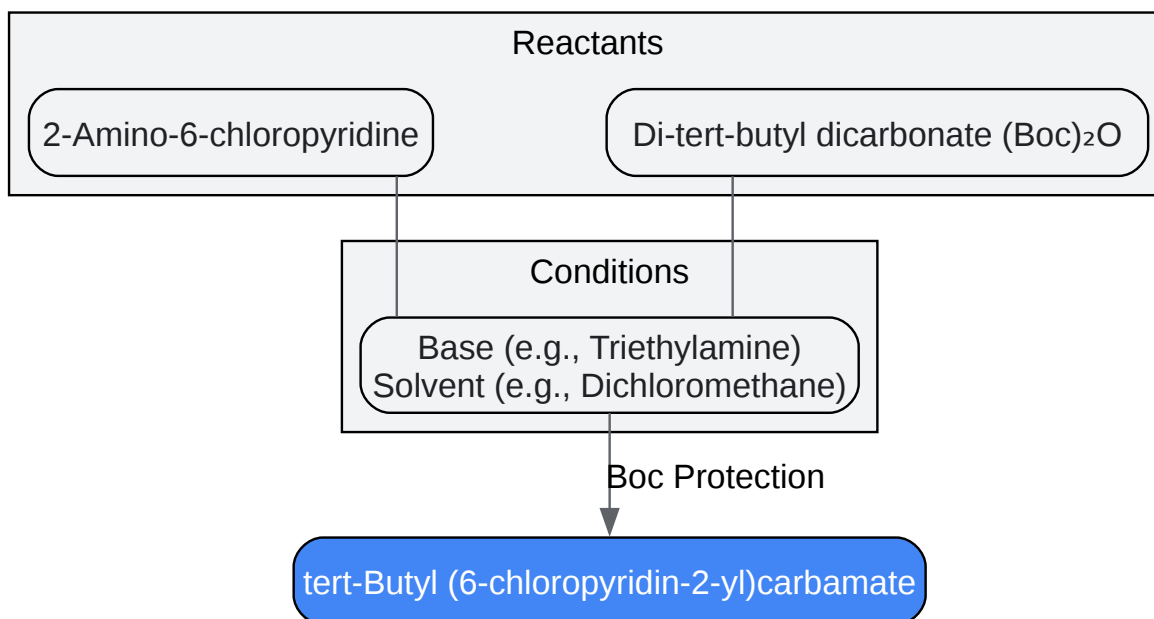 Reactants
2-Amino-6-chloropyridine
Di-tert-butyl dicarbonate (Boc)₂O
Conditions
Base (e.g., Triethylamine)
Solvent (e.g., Dichloromethane)
Boc Protection
tert-Butyl (6-chloropyridin-2-yl)carbamate